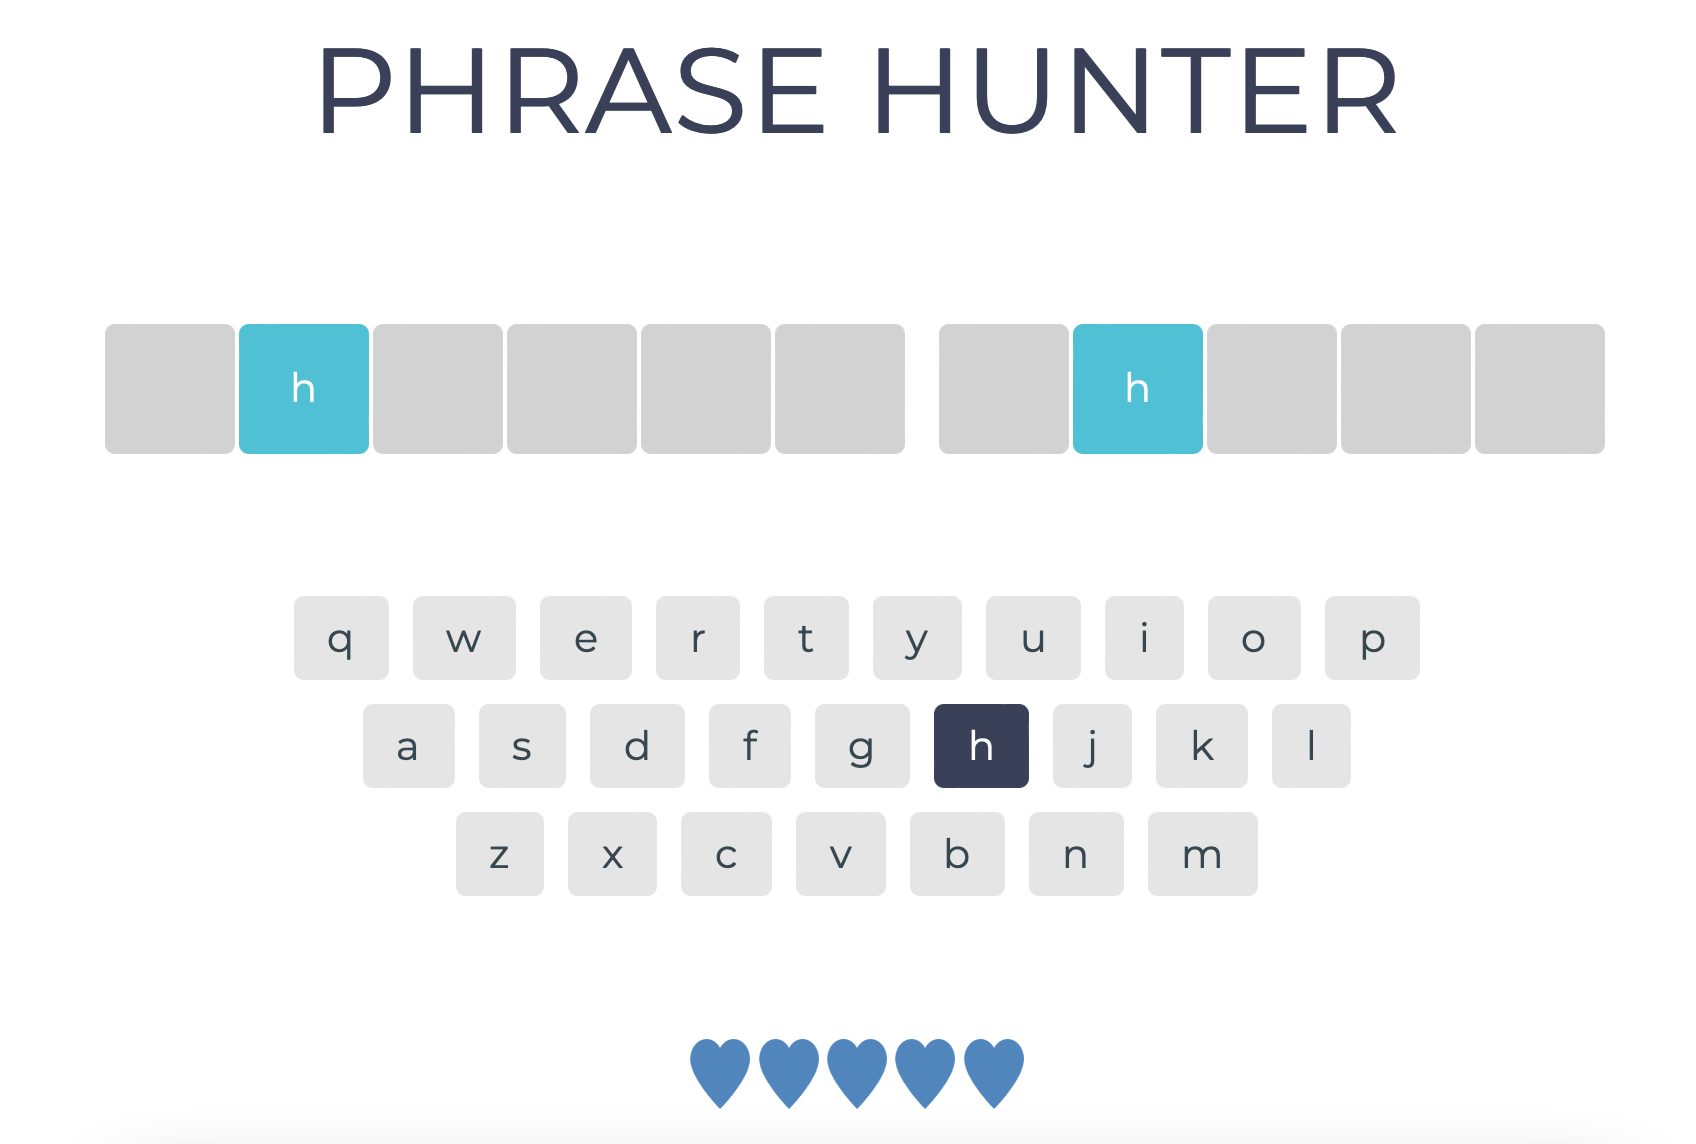 PHRASE HUNTER
h h
q w e r t y u i o p
a s d f g h j k l
z x c v b n m